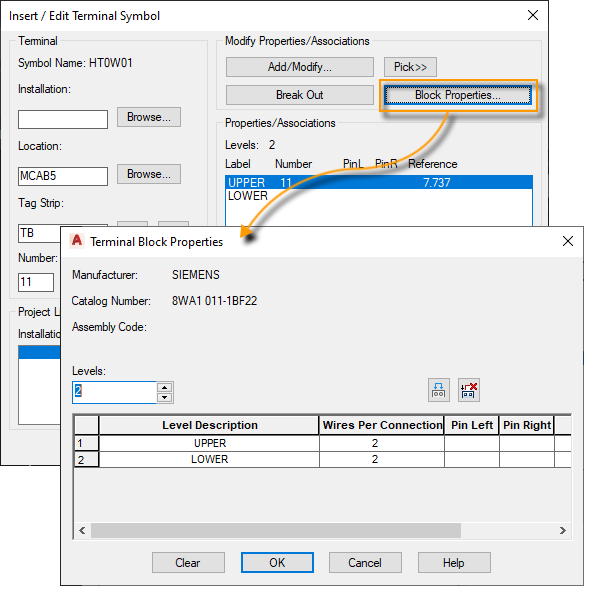 Insert / Edit Terminal Symbol
Terminal
Symbol Name: HT0W01
Installation:
Browse...
Location:
MCAB5
Browse...
Tag Strip:
TB
Number:
11
Project L
Installatio
Modify Properties/Associations
Add/Modify...
Pick>>
Break Out
Block Properties...
Properties/Associations
Levels: 2
Label Number PinL PinR Reference
UPPER 11 7.737
LOWER
A Terminal Block Properties
Manufacturer: SIEMENS
Catalog Number: 8WA1 011-1BF22
Assembly Code:
Levels:
2
Level Description Wires Per Connection Pin Left Pin Right
1 UPPER 2
2 LOWER 2
Clear OK Cancel Help